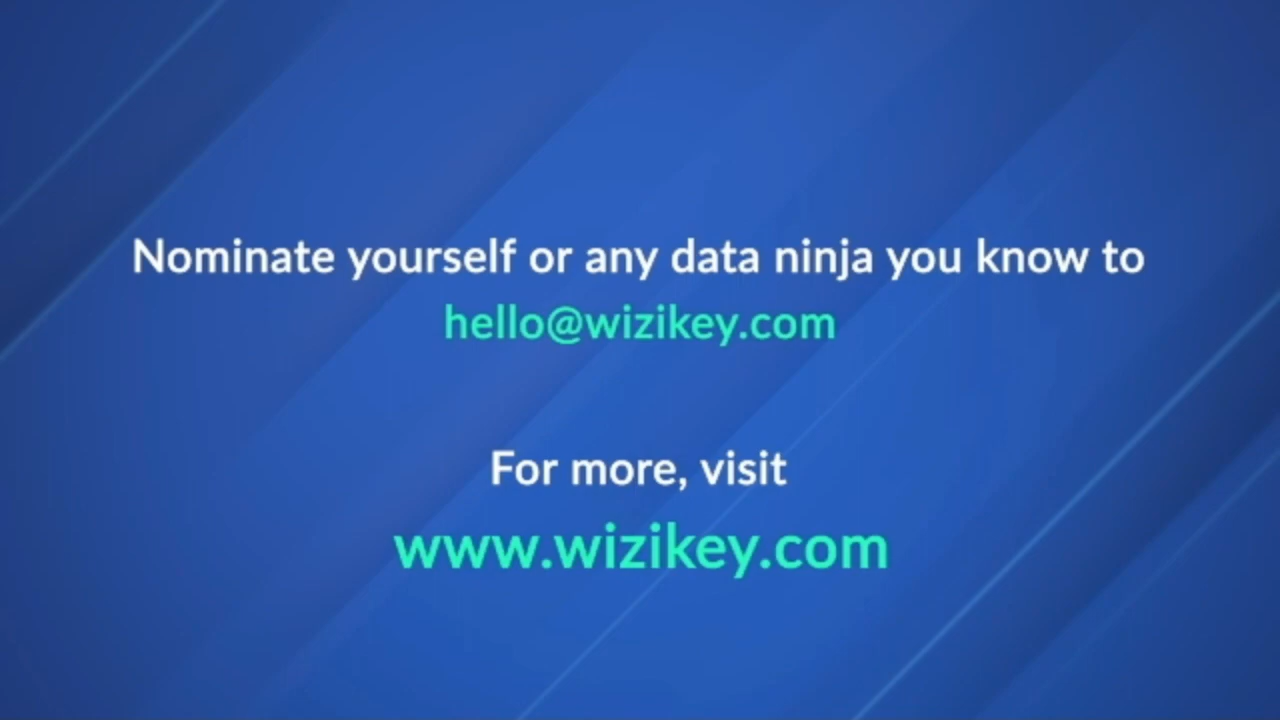 Nominate yourself or any data ninja you know to
hello@wizikey.com
For more, visit
www.wizikey.com